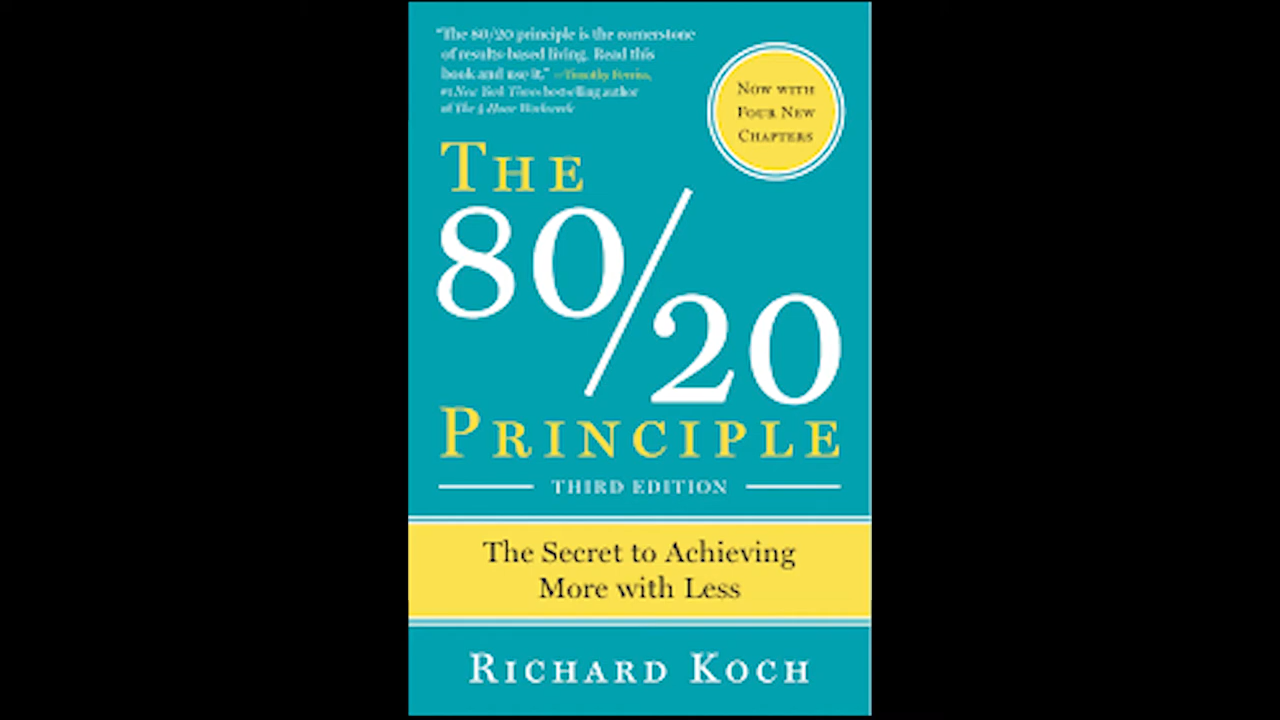 "The 80/20 principle is the cornerstone
of results-based living. Read this
book and use it." —Timothy Ferriss,
#1 New York Times bestselling author
of The 4-Hour Workweek
NOW WITH
FOUR NEW
CHAPTERS
THE
80/20
PRINCIPLE
THIRD EDITION
The Secret to Achieving
More with Less
RICHARD KOCH